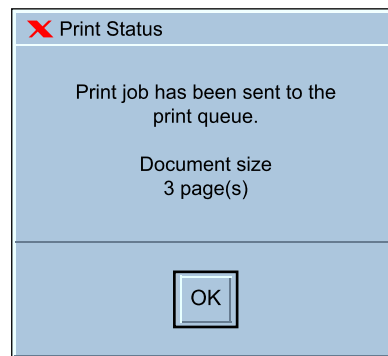 Print Status
Print job has been sent to the
print queue.
Document size
3 page(s)
OK